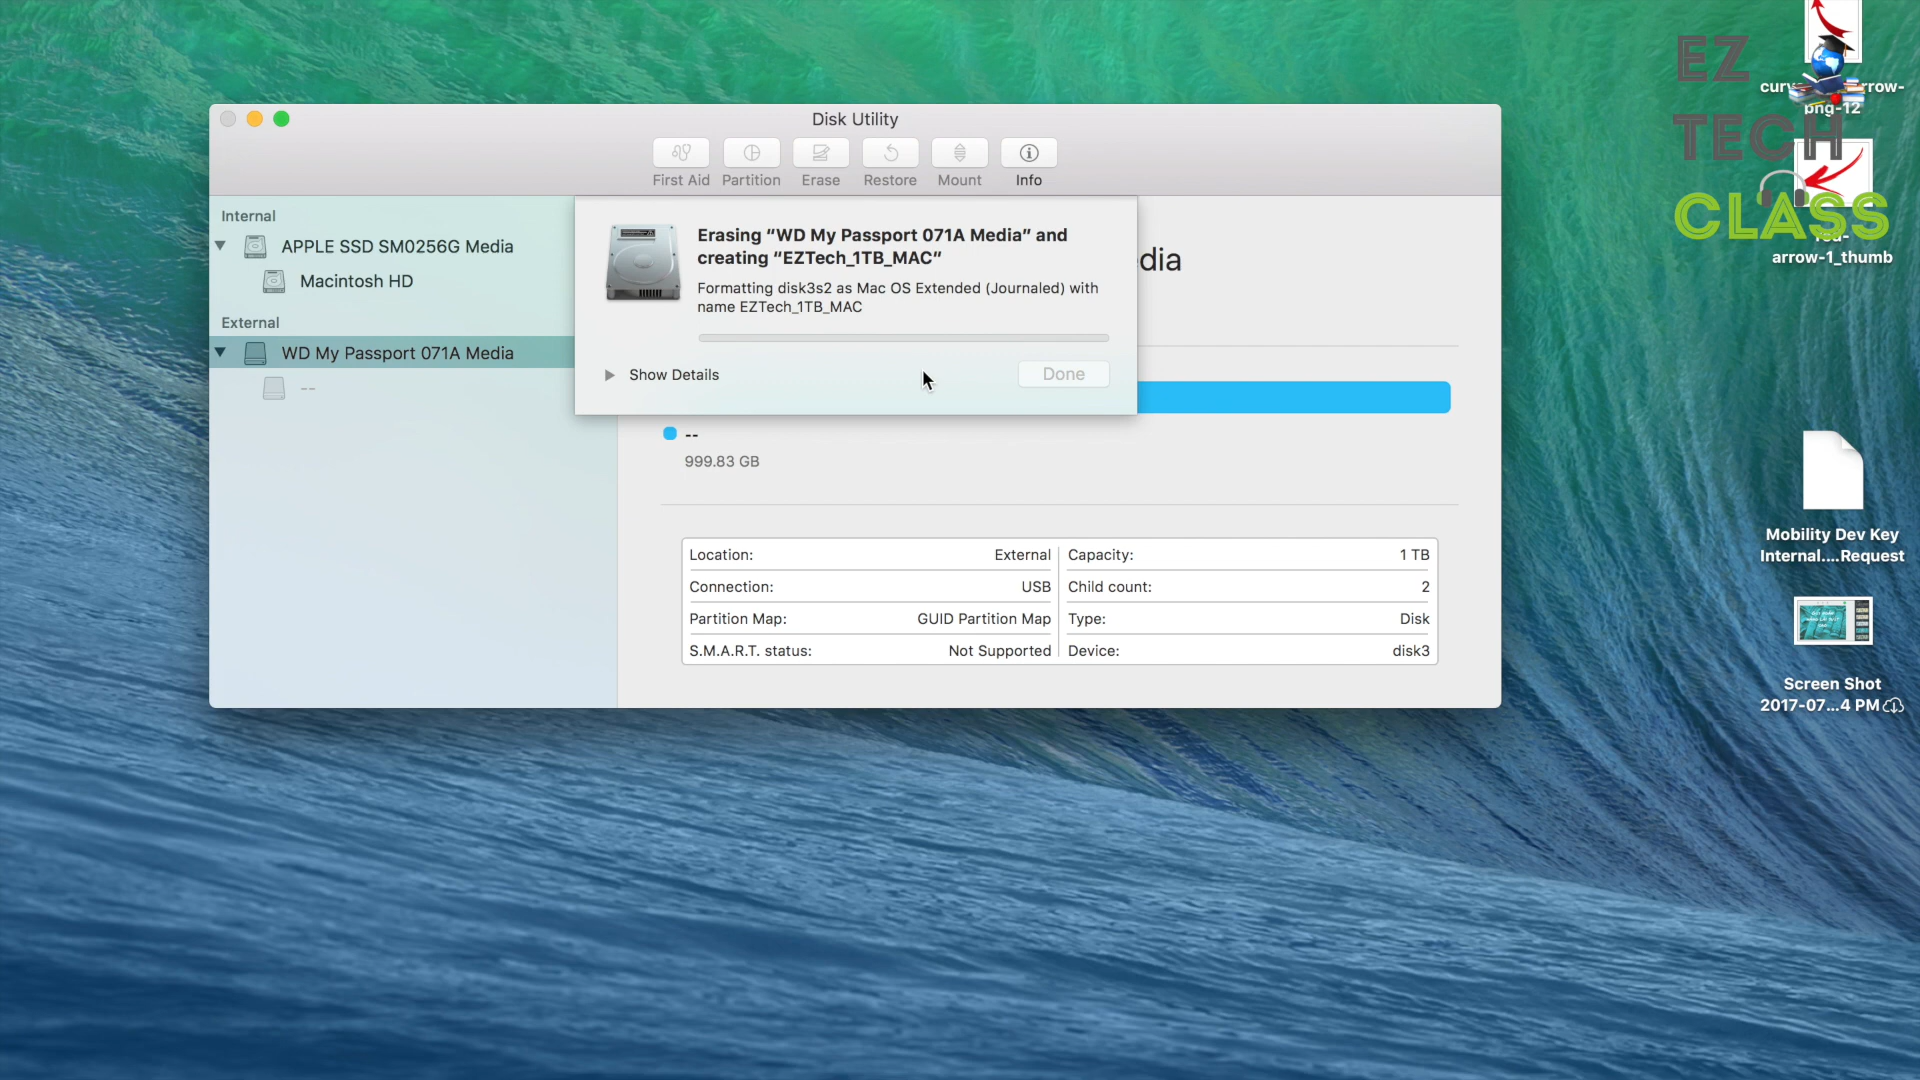 Disk Utility
First Aid
Partition
Erase
Restore
Mount
Info
Internal
APPLE SSD SM0256G Media
Macintosh HD
External
WD My Passport 071A Media
--
Erasing “WD My Passport 071A Media” and
creating “EZTech_1TB_MAC”
Formatting disk3s2 as Mac OS Extended (Journaled) with
name EZTech_1TB_MAC
Show Details
Done
dia
--
999.83 GB
Location: External
Capacity: 1 TB
Connection: USB
Child count: 2
Partition Map: GUID Partition Map
Type: Disk
S.M.A.R.T. status: Not Supported
Device: disk3
EZ
TECH
CLASS
png-12
arrow-1_thumb
Mobility Dev Key
Internal....Request
Screen Shot
2017-07...4 PM